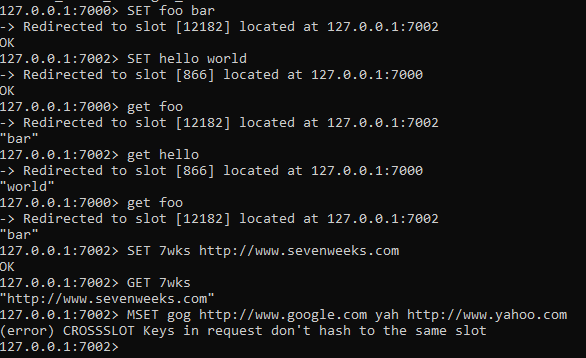 127.0.0.1:7000> SET foo bar
-> Redirected to slot [12182] located at 127.0.0.1:7002
OK
127.0.0.1:7002> SET hello world
-> Redirected to slot [866] located at 127.0.0.1:7000
OK
127.0.0.1:7000> get foo
-> Redirected to slot [12182] located at 127.0.0.1:7002
"bar"
127.0.0.1:7002> get hello
-> Redirected to slot [866] located at 127.0.0.1:7000
"world"
127.0.0.1:7000> get foo
-> Redirected to slot [12182] located at 127.0.0.1:7002
"bar"
127.0.0.1:7002> SET 7wks http://www.sevenweeks.com
OK
127.0.0.1:7002> GET 7wks
"http://www.sevenweeks.com"
127.0.0.1:7002> MSET gog http://www.google.com yah http://www.yahoo.com
(error) CROSSSLOT Keys in request don't hash to the same slot
127.0.0.1:7002>